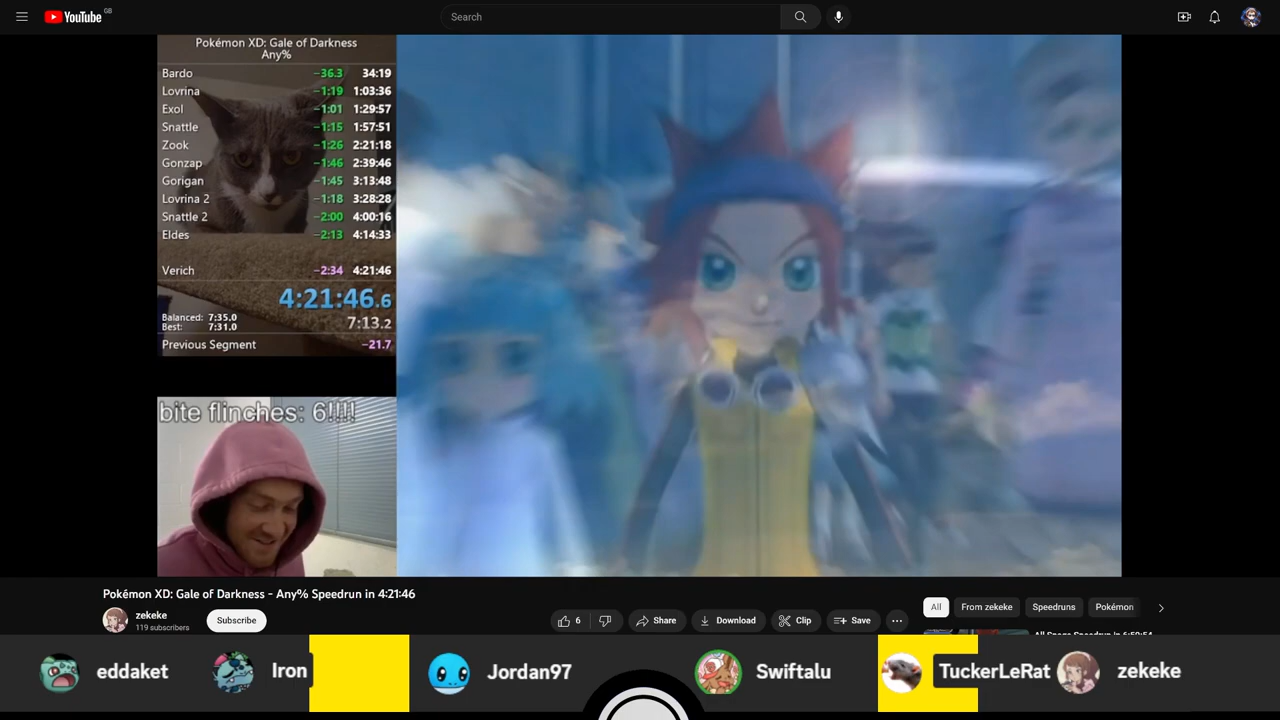 YouTube GB
Search
Pokémon XD: Gale of Darkness
Any%
Bardo -36.3 34:19
Lovrina -1:19 1:03:36
Exol -1:01 1:29:57
Snattle -1:15 1:57:51
Zook -1:26 2:21:18
Gonzap -1:46 2:39:46
Gorigan -1:45 3:13:48
Lovrina 2 -1:18 3:28:28
Snattle 2 -2:00 4:00:16
Eldes -2:13 4:14:33
Verich -2:34 4:21:46
4:21:46.6
Balanced: 7:35.0
Best: 7:31.0
7:13.2
Previous Segment -21.7
bite flinches: 6!!!!
Pokémon XD: Gale of Darkness - Any% Speedrun in 4:21:46
zekeke
119 subscribers
Subscribe
6
Share
Download
Clip
Save
All
From zekeke
Speedruns
Pokémon
eddaket
Iron
Jordan97
Swiftalu
TuckerLeRat
zekeke